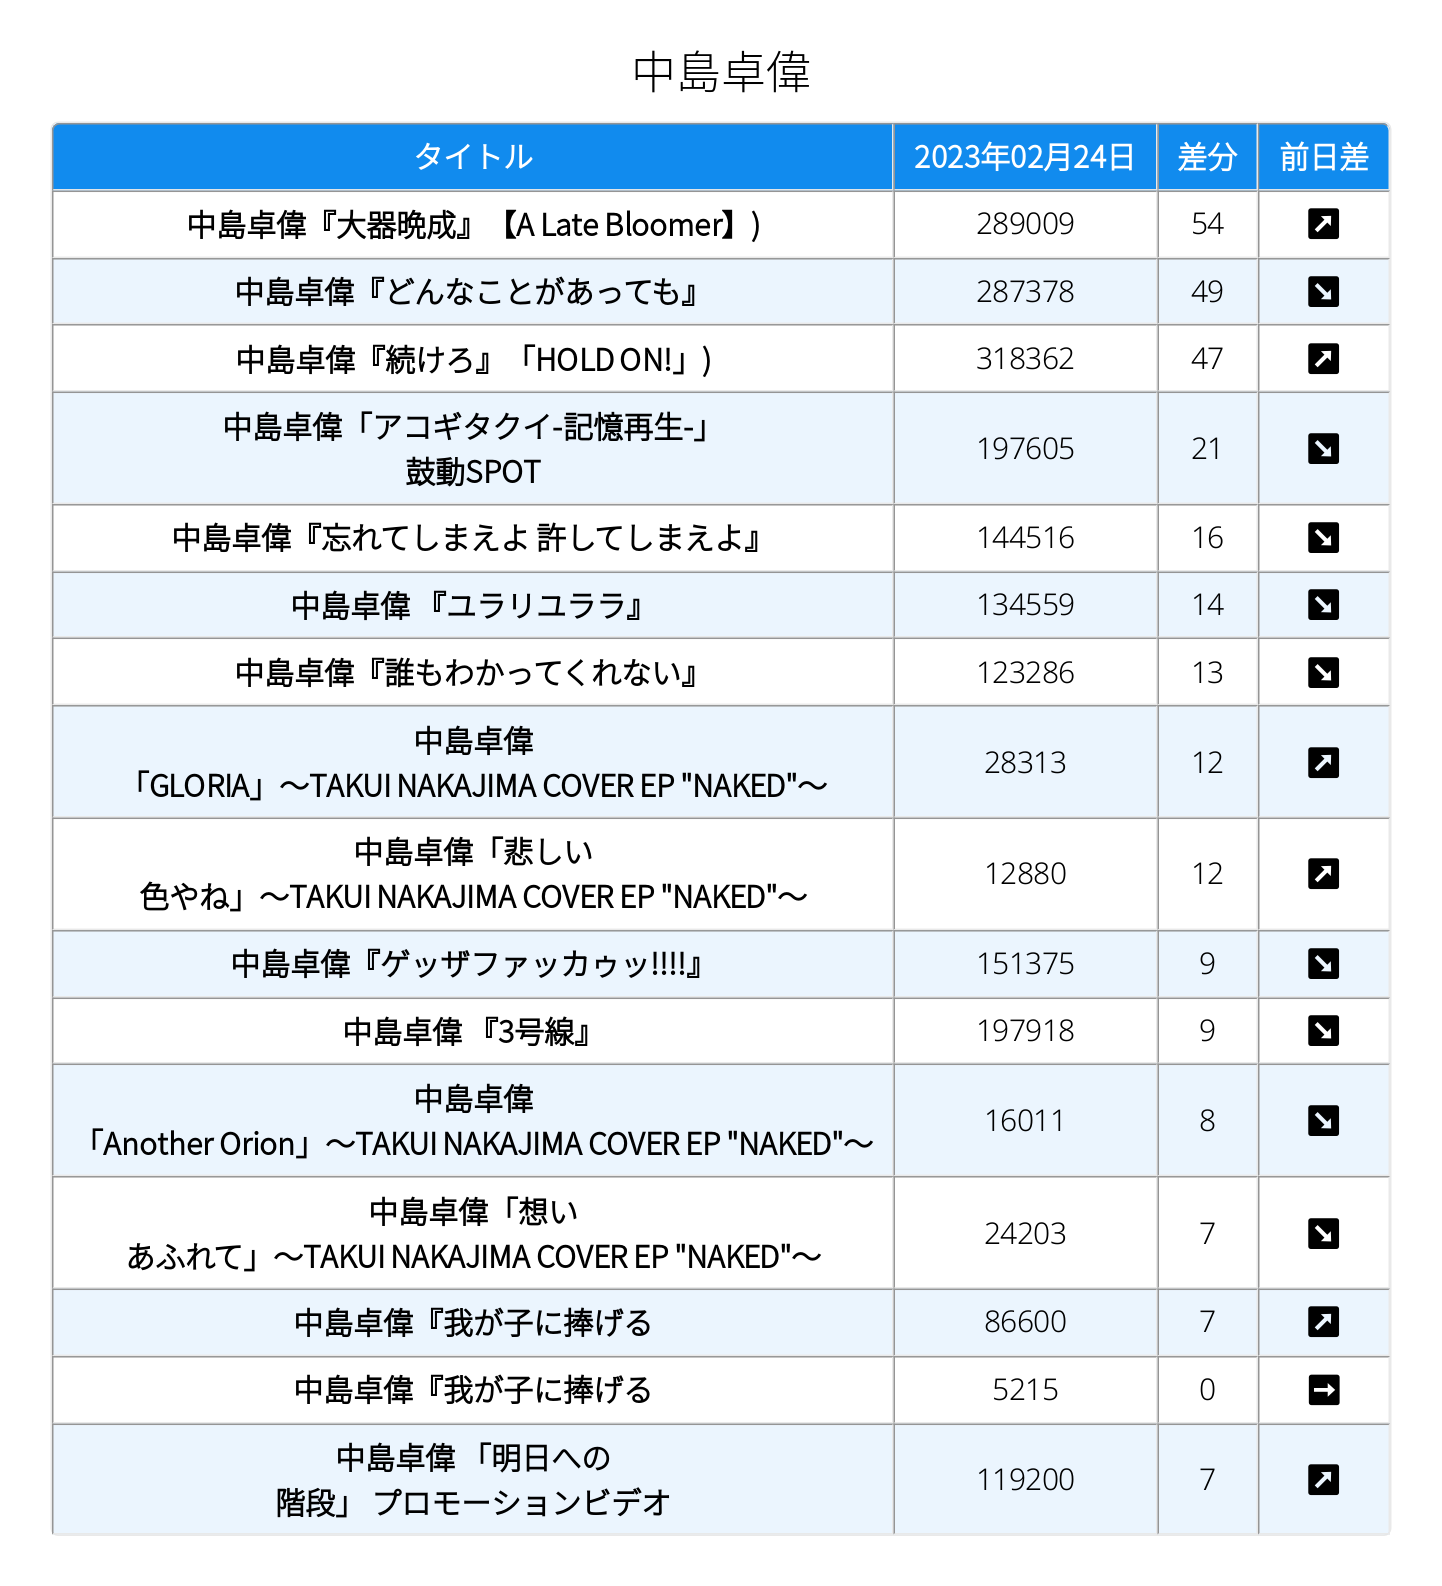 中島卓偉
タイトル 2023年02月24日 差分 前日差
中島卓偉『大器晩成』【A Late Bloomer】) 289009 54
中島卓偉『どんなことがあっても』 287378 49
中島卓偉『続けろ』「HOLD ON!」) 318362 47
中島卓偉「アコギタクイ-記憶再生-」
鼓動SPOT 197605 21
中島卓偉『忘れてしまえよ 許してしまえよ』 144516 16
中島卓偉 『ユラリユララ』 134559 14
中島卓偉『誰もわかってくれない』 123286 13
中島卓偉
「GLORIA」～TAKUI NAKAJIMA COVER EP "NAKED"～ 28313 12
中島卓偉「悲しい
色やね」～TAKUI NAKAJIMA COVER EP "NAKED"～ 12880 12
中島卓偉『ゲッザファッカゥッ!!!!』 151375 9
中島卓偉 『3号線』 197918 9
中島卓偉
「Another Orion」～TAKUI NAKAJIMA COVER EP "NAKED"～ 16011 8
中島卓偉「想い
あふれて」～TAKUI NAKAJIMA COVER EP "NAKED"～ 24203 7
中島卓偉『我が子に捧げる 86600 7
中島卓偉『我が子に捧げる 5215 0
中島卓偉 「明日への
階段」 プロモーションビデオ 119200 7